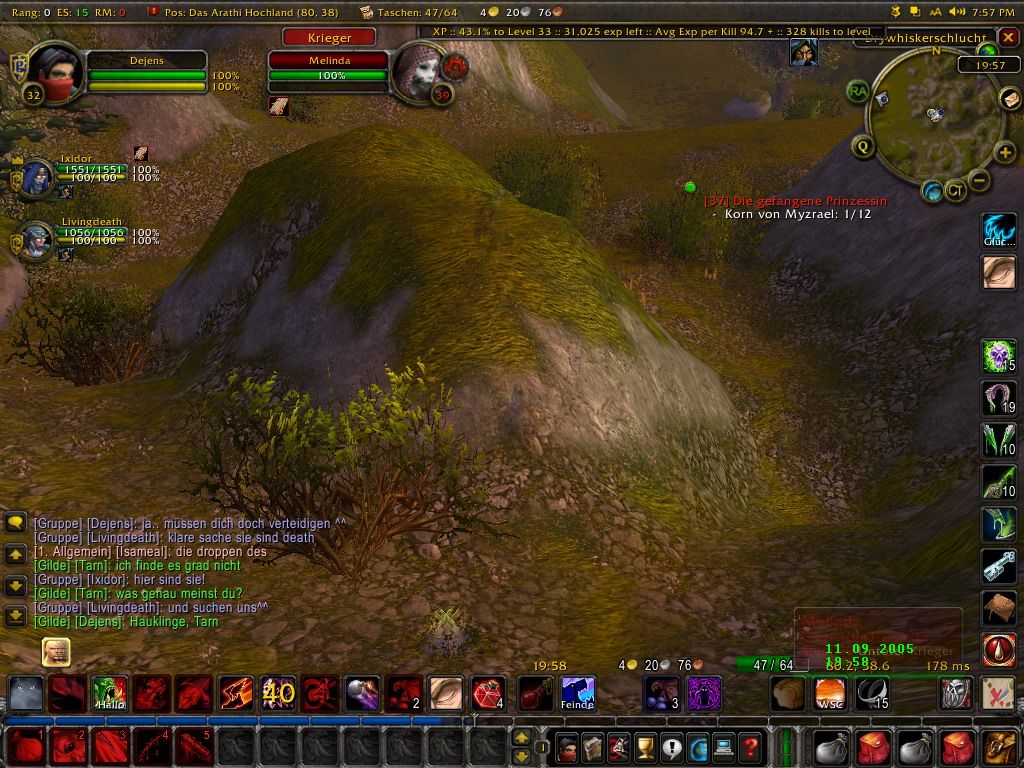 Rang: 0 ES: 15 RM: 0 Pos: Das Arathi Hochland (80, 38) Taschen: 47/64 4 20 76 AA 7:57 PM
XP :: 43.1% to Level 33 :: 31,025 exp left :: Avg Exp per Kill 94.7 + :: 328 kills to level
Krieger
19:57
Dejens
100%
100%
32
Melinda
100%
39
RA
Q
CT
Ixidor
1551/1551 100%
100/100 100%
Livingdeath
1056/1056 100%
100/100 100%
[37] Die gefangene Prinzessin
- Korn von Myzrael: 1/12
15
19
10
10
[Gruppe] [Dejens]: ja.. müssen dich doch verteidigen ^^
[Gruppe] [Livingdeath]: klare sache sie sind death
[1. Allgemein] [Isameal]: die droppen des
[Gilde] [Tarn]: ich finde es grad nicht
[Gruppe] [Ixidor]: hier sind sie!
[Gilde] [Tarn]: was genau meinst du?
[Gruppe] [Livingdeath]: und suchen uns^^
[Gilde] [Dejens]: Hauklinge, Tarn
11.09.2005
19:58
19:58 4 20 76 47 / 64 178 ms
Hallo 40 2 4 Feinde 3 WSC 15
1 2 3 4 5 1